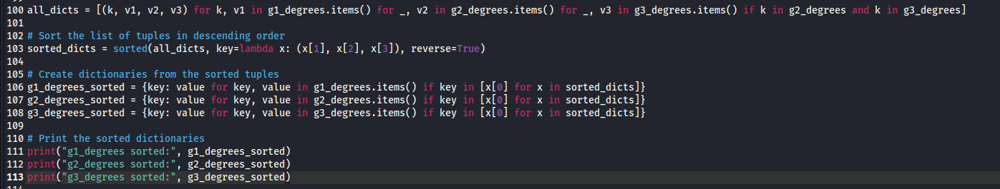 100 all_dicts = [(k, v1, v2, v3) for k, v1 in g1_degrees.items() for _, v2 in g2_degrees.items() for _, v3 in g3_degrees.items() if k in g2_degrees and k in g3_degrees]
101
102 # Sort the list of tuples in descending order
103 sorted_dicts = sorted(all_dicts, key=lambda x: (x[1], x[2], x[3]), reverse=True)
104
105 # Create dictionaries from the sorted tuples
106 g1_degrees_sorted = {key: value for key, value in g1_degrees.items() if key in [x[0] for x in sorted_dicts]}
107 g2_degrees_sorted = {key: value for key, value in g2_degrees.items() if key in [x[0] for x in sorted_dicts]}
108 g3_degrees_sorted = {key: value for key, value in g3_degrees.items() if key in [x[0] for x in sorted_dicts]}
109
110 # Print the sorted dictionaries
111 print("g1_degrees sorted:", g1_degrees_sorted)
112 print("g2_degrees sorted:", g2_degrees_sorted)
113 print("g3_degrees sorted:", g3_degrees_sorted)